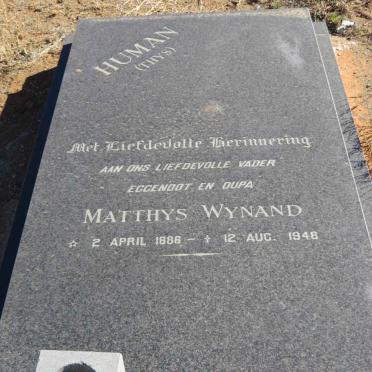 HUMAN
(THYS)
Met Liefdevolle Herinnering
AAN ONS LIEFDEVOLLE VADER
EGGENOOT EN OUPA
MATTHYS WYNAND
☆ 2 APRIL 1886 – † 12 AUG. 1948